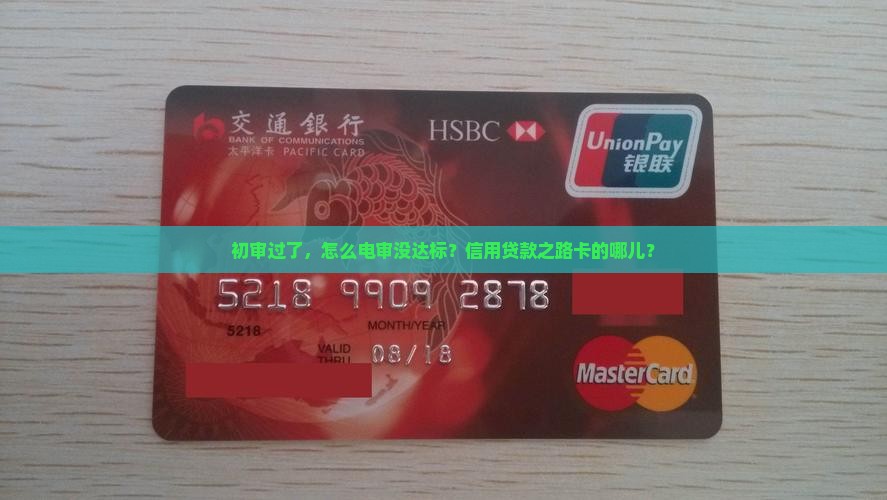 交通銀行
BANK OF COMMUNICATIONS
太平洋卡 PACIFIC CARD
HSBC
UnionPay
银联
初审过了，怎么电审没达标？信用贷款之路卡的哪儿？
5218 9909 2878
5218
MONTH/YEAR
VALID
THRU
08/18
MasterCard